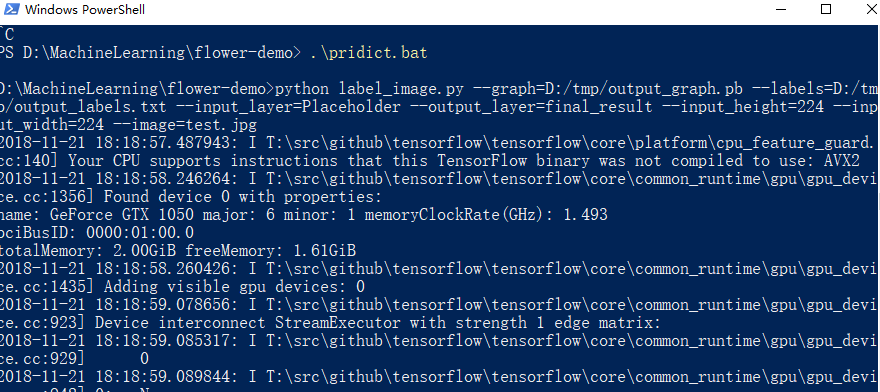 Windows PowerShell
C
PS D:\MachineLearning\flower-demo> .\pridict.bat
D:\MachineLearning\flower-demo>python label_image.py --graph=D:/tmp/output_graph.pb --labels=D:/tm
p/output_labels.txt --input_layer=Placeholder --output_layer=final_result --input_height=224 --inp
ut_width=224 --image=test.jpg
2018-11-21 18:18:57.487943: I T:\src\github\tensorflow\tensorflow\core\platform\cpu_feature_guard.
cc:140] Your CPU supports instructions that this TensorFlow binary was not compiled to use: AVX2
2018-11-21 18:18:58.246264: I T:\src\github\tensorflow\tensorflow\core\common_runtime\gpu\gpu_devi
ce.cc:1356] Found device 0 with properties:
name: GeForce GTX 1050 major: 6 minor: 1 memoryClockRate(GHz): 1.493
pciBusID: 0000:01:00.0
totalMemory: 2.00GiB freeMemory: 1.61GiB
2018-11-21 18:18:58.260426: I T:\src\github\tensorflow\tensorflow\core\common_runtime\gpu\gpu_devi
ce.cc:1435] Adding visible gpu devices: 0
2018-11-21 18:18:59.078656: I T:\src\github\tensorflow\tensorflow\core\common_runtime\gpu\gpu_devi
ce.cc:923] Device interconnect StreamExecutor with strength 1 edge matrix:
2018-11-21 18:18:59.085317: I T:\src\github\tensorflow\tensorflow\core\common_runtime\gpu\gpu_devi
ce.cc:929]      0
2018-11-21 18:18:59.089844: I T:\src\github\tensorflow\tensorflow\core\common_runtime\gpu\gpu_devi